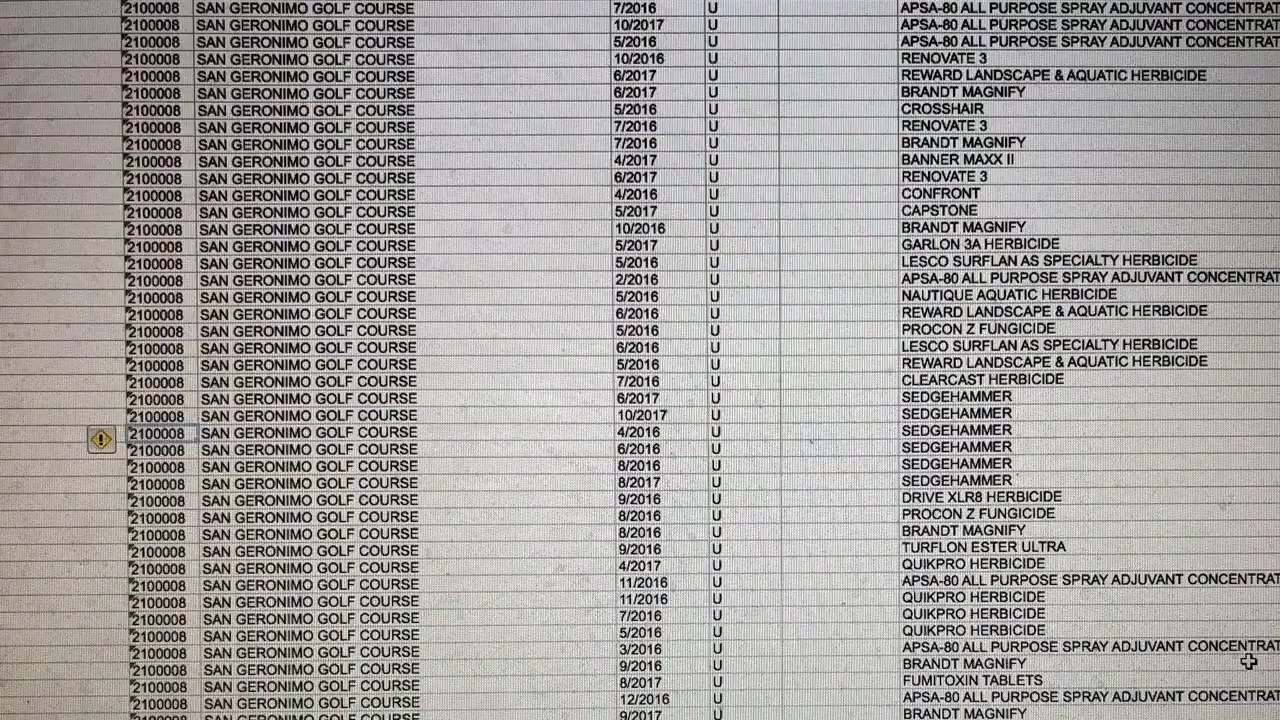 2100008 SAN GERONIMO GOLF COURSE 7/2016 U APSA-80 ALL PURPOSE SPRAY ADJUVANT CONCENTRAT
2100008 SAN GERONIMO GOLF COURSE 10/2017 U APSA-80 ALL PURPOSE SPRAY ADJUVANT CONCENTRAT
2100008 SAN GERONIMO GOLF COURSE 5/2016 U APSA-80 ALL PURPOSE SPRAY ADJUVANT CONCENTRAT
2100008 SAN GERONIMO GOLF COURSE 10/2016 U RENOVATE 3
2100008 SAN GERONIMO GOLF COURSE 6/2017 U REWARD LANDSCAPE & AQUATIC HERBICIDE
2100008 SAN GERONIMO GOLF COURSE 6/2017 U BRANDT MAGNIFY
2100008 SAN GERONIMO GOLF COURSE 5/2016 U CROSSHAIR
2100008 SAN GERONIMO GOLF COURSE 7/2016 U RENOVATE 3
2100008 SAN GERONIMO GOLF COURSE 7/2016 U BRANDT MAGNIFY
2100008 SAN GERONIMO GOLF COURSE 4/2017 U BANNER MAXX II
2100008 SAN GERONIMO GOLF COURSE 6/2017 U RENOVATE 3
2100008 SAN GERONIMO GOLF COURSE 4/2016 U CONFRONT
2100008 SAN GERONIMO GOLF COURSE 5/2017 U CAPSTONE
2100008 SAN GERONIMO GOLF COURSE 10/2016 U BRANDT MAGNIFY
2100008 SAN GERONIMO GOLF COURSE 5/2017 U GARLON 3A HERBICIDE
2100008 SAN GERONIMO GOLF COURSE 5/2016 U LESCO SURFLAN AS SPECIALTY HERBICIDE
2100008 SAN GERONIMO GOLF COURSE 2/2016 U APSA-80 ALL PURPOSE SPRAY ADJUVANT CONCENTRAT
2100008 SAN GERONIMO GOLF COURSE 5/2016 U NAUTIQUE AQUATIC HERBICIDE
2100008 SAN GERONIMO GOLF COURSE 6/2016 U REWARD LANDSCAPE & AQUATIC HERBICIDE
2100008 SAN GERONIMO GOLF COURSE 5/2016 U PROCON Z FUNGICIDE
2100008 SAN GERONIMO GOLF COURSE 6/2016 U LESCO SURFLAN AS SPECIALTY HERBICIDE
2100008 SAN GERONIMO GOLF COURSE 5/2016 U REWARD LANDSCAPE & AQUATIC HERBICIDE
2100008 SAN GERONIMO GOLF COURSE 7/2016 U CLEARCAST HERBICIDE
2100008 SAN GERONIMO GOLF COURSE 6/2017 U SEDGEHAMMER
2100008 SAN GERONIMO GOLF COURSE 10/2017 U SEDGEHAMMER
2100008 SAN GERONIMO GOLF COURSE 4/2016 U SEDGEHAMMER
2100008 SAN GERONIMO GOLF COURSE 6/2016 U SEDGEHAMMER
2100008 SAN GERONIMO GOLF COURSE 8/2016 U SEDGEHAMMER
2100008 SAN GERONIMO GOLF COURSE 8/2017 U SEDGEHAMMER
2100008 SAN GERONIMO GOLF COURSE 9/2016 U DRIVE XLR8 HERBICIDE
2100008 SAN GERONIMO GOLF COURSE 8/2016 U PROCON Z FUNGICIDE
2100008 SAN GERONIMO GOLF COURSE 8/2016 U BRANDT MAGNIFY
2100008 SAN GERONIMO GOLF COURSE 9/2016 U TURFLON ESTER ULTRA
2100008 SAN GERONIMO GOLF COURSE 4/2017 U QUIKPRO HERBICIDE
2100008 SAN GERONIMO GOLF COURSE 11/2016 U APSA-80 ALL PURPOSE SPRAY ADJUVANT CONCENTRAT
2100008 SAN GERONIMO GOLF COURSE 11/2016 U QUIKPRO HERBICIDE
2100008 SAN GERONIMO GOLF COURSE 7/2016 U QUIKPRO HERBICIDE
2100008 SAN GERONIMO GOLF COURSE 5/2016 U QUIKPRO HERBICIDE
2100008 SAN GERONIMO GOLF COURSE 3/2016 U APSA-80 ALL PURPOSE SPRAY ADJUVANT CONCENTRAT
2100008 SAN GERONIMO GOLF COURSE 9/2016 U BRANDT MAGNIFY
2100008 SAN GERONIMO GOLF COURSE 8/2017 U FUMITOXIN TABLETS
2100008 SAN GERONIMO GOLF COURSE 12/2016 U APSA-80 ALL PURPOSE SPRAY ADJUVANT CONCENTRAT
2100008 SAN GERONIMO GOLF COURSE 9/2017 U BRANDT MAGNIFY